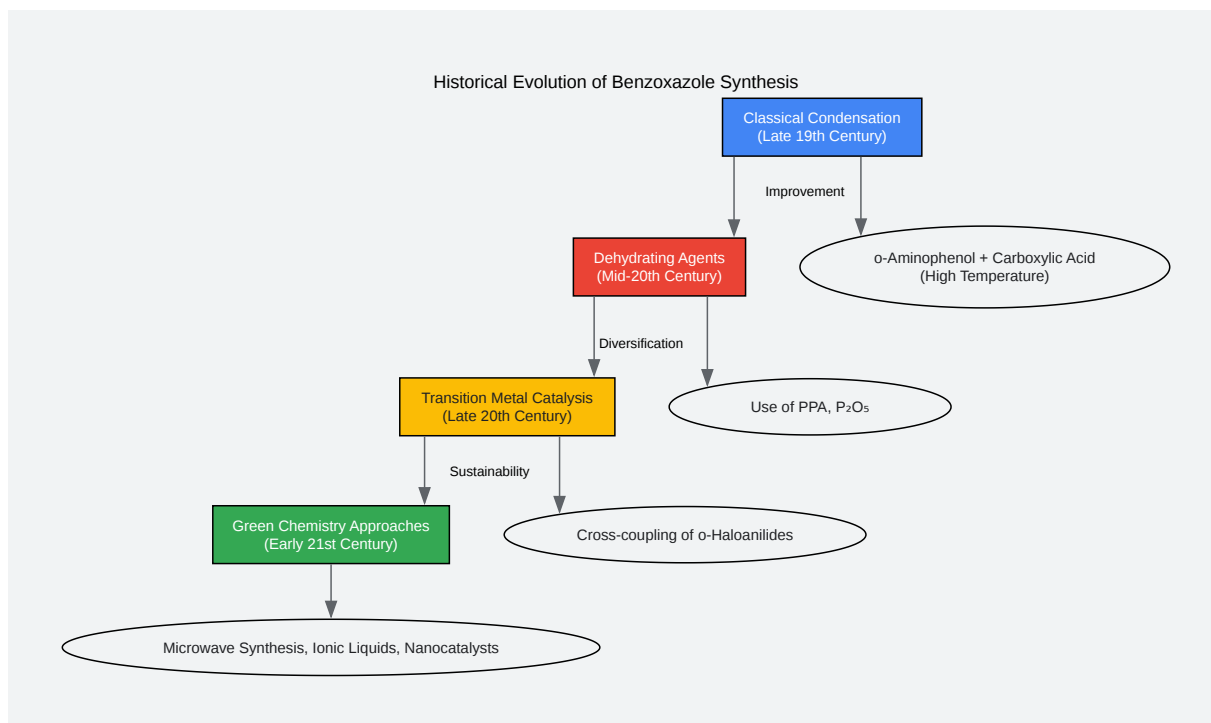 Historical Evolution of Benzoxazole Synthesis
Classical Condensation
(Late 19th Century)
Improvement
o-Aminophenol + Carboxylic Acid
(High Temperature)
Dehydrating Agents
(Mid-20th Century)
Diversification
Use of PPA, P₂O₅
Transition Metal Catalysis
(Late 20th Century)
Sustainability
Cross-coupling of o-Haloanilides
Green Chemistry Approaches
(Early 21st Century)
Microwave Synthesis, Ionic Liquids, Nanocatalysts